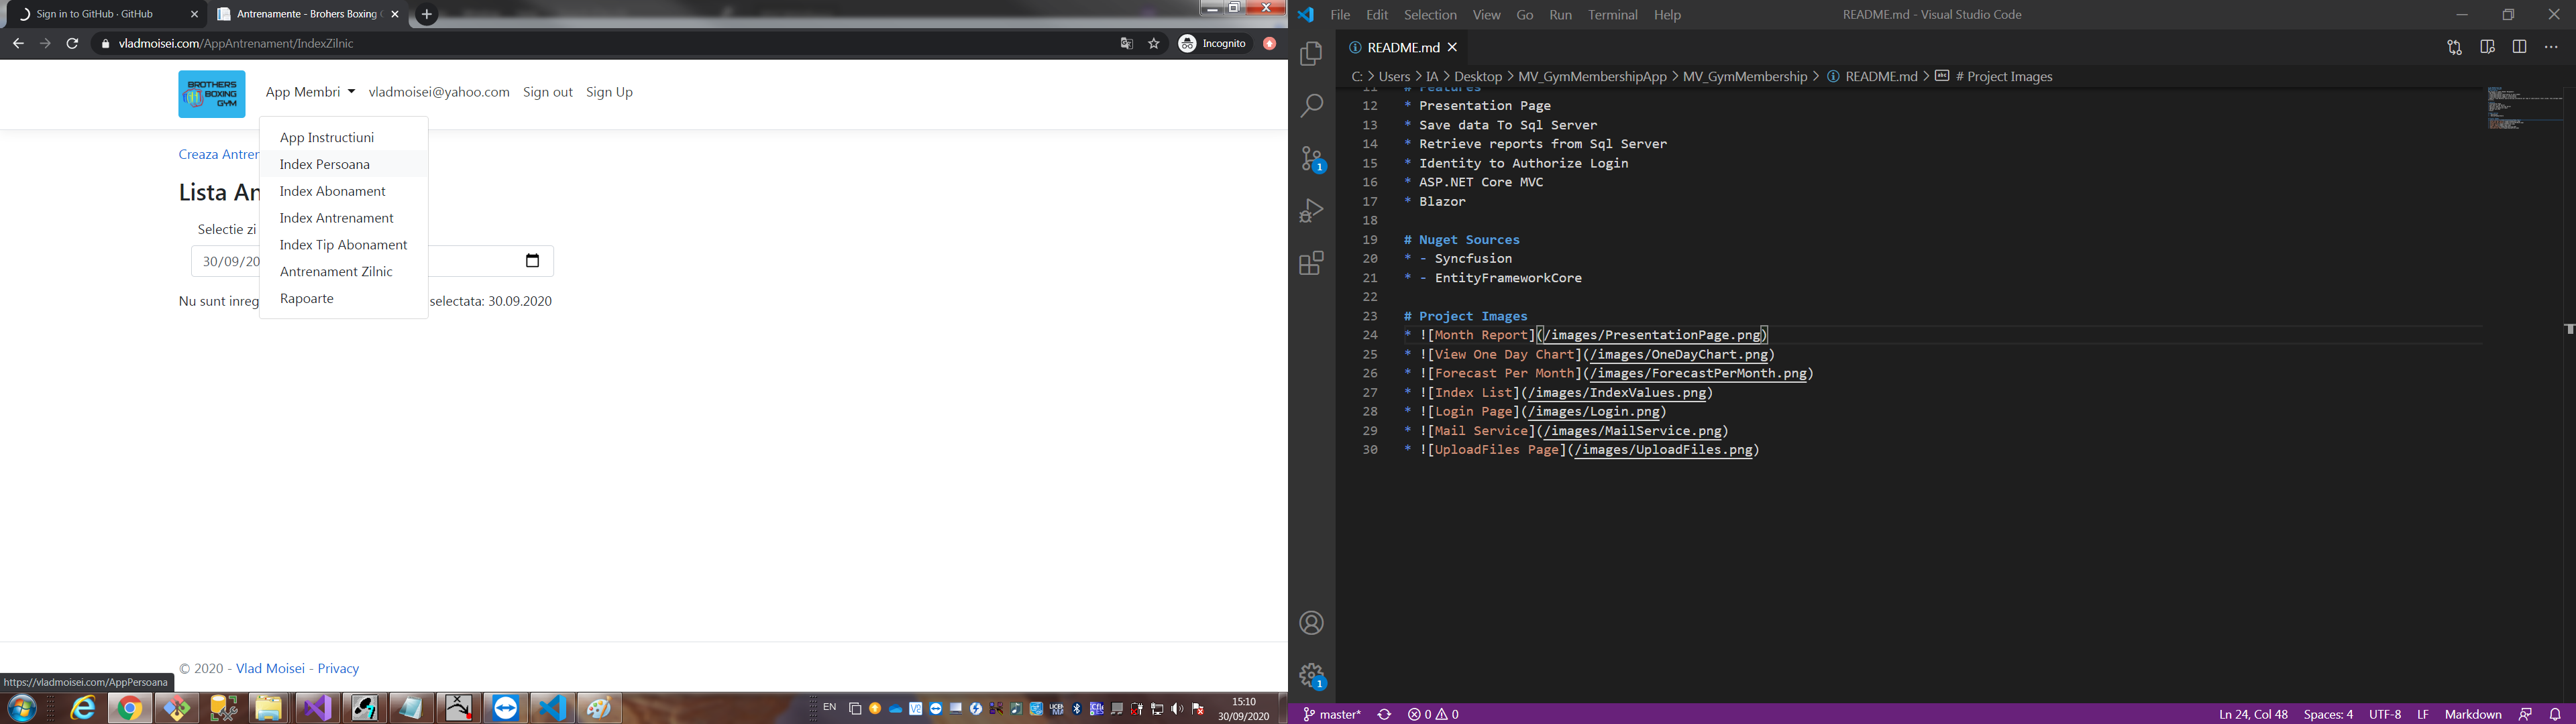 Sign in to GitHub · GitHub
Antrenamente - Brohers Boxing G
vladmoisei.com/AppAntrenament/IndexZilnic
Incognito
BROTHERS
BOXING
GYM
App Membri
vladmoisei@yahoo.com
Sign out
Sign Up
App Instructiuni
Index Persoana
Index Abonament
Index Antrenament
Index Tip Abonament
Antrenament Zilnic
Rapoarte
Creaza Antrer
Lista An
Selectie zi
30/09/20
Nu sunt inreg
selectata: 30.09.2020
© 2020 - Vlad Moisei - Privacy
https://vladmoisei.com/AppPersoana
EN
15:10
30/09/2020
File Edit Selection View Go Run Terminal Help
README.md - Visual Studio Code
README.md
C: > Users > IA > Desktop > MV_GymMembershipApp > MV_GymMembership > README.md > # Project Images
11 # Features
12 * Presentation Page
13 * Save data To Sql Server
14 * Retrieve reports from Sql Server
15 * Identity to Authorize Login
16 * ASP.NET Core MVC
17 * Blazor
18
19 # Nuget Sources
20 * - Syncfusion
21 * - EntityFrameworkCore
22
23 # Project Images
24 * ![Month Report](/images/PresentationPage.png)
25 * ![View One Day Chart](/images/OneDayChart.png)
26 * ![Forecast Per Month](/images/ForecastPerMonth.png)
27 * ![Index List](/images/IndexValues.png)
28 * ![Login Page](/images/Login.png)
29 * ![Mail Service](/images/MailService.png)
30 * ![UploadFiles Page](/images/UploadFiles.png)
1
1
master*
0 0
Ln 24, Col 48
Spaces: 4
UTF-8
LF
Markdown